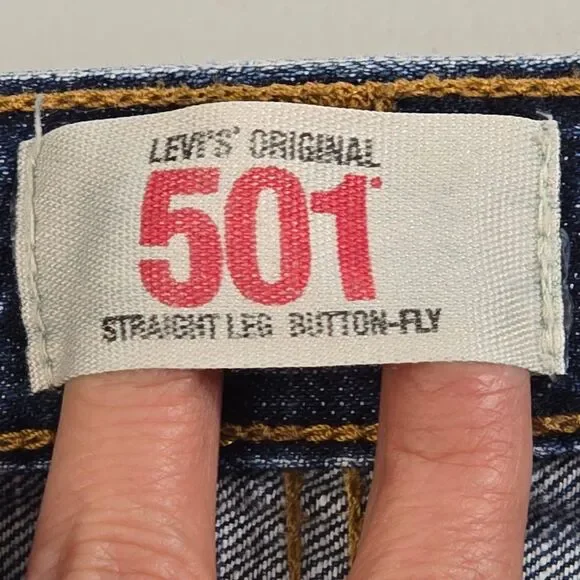 LEVI'S' ORIGINAL
501®
STRAIGHT LEG BUTTON-FLY